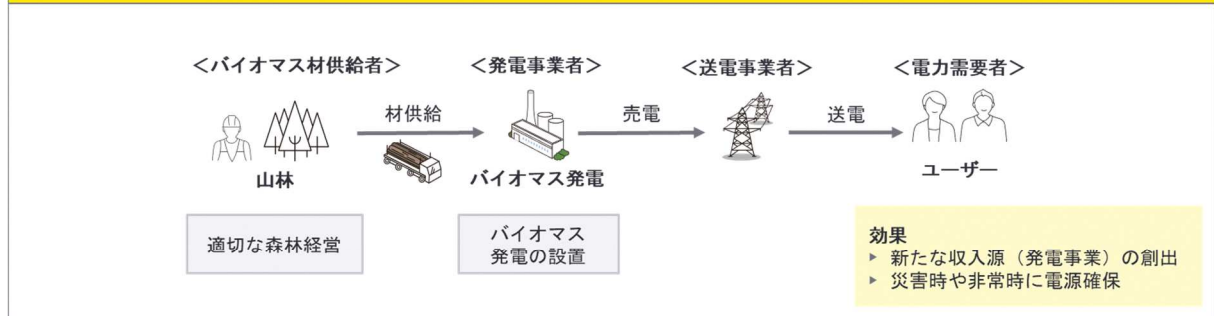 ＜バイオマス材供給者＞
＜発電事業者＞
＜送電事業者＞
＜電力需要者＞
材供給
売電
送電
山林
バイオマス発電
ユーザー
適切な森林経営
バイオマス
発電の設置
効果
▶ 新たな収入源（発電事業）の創出
▶ 災害時や非常時に電源確保